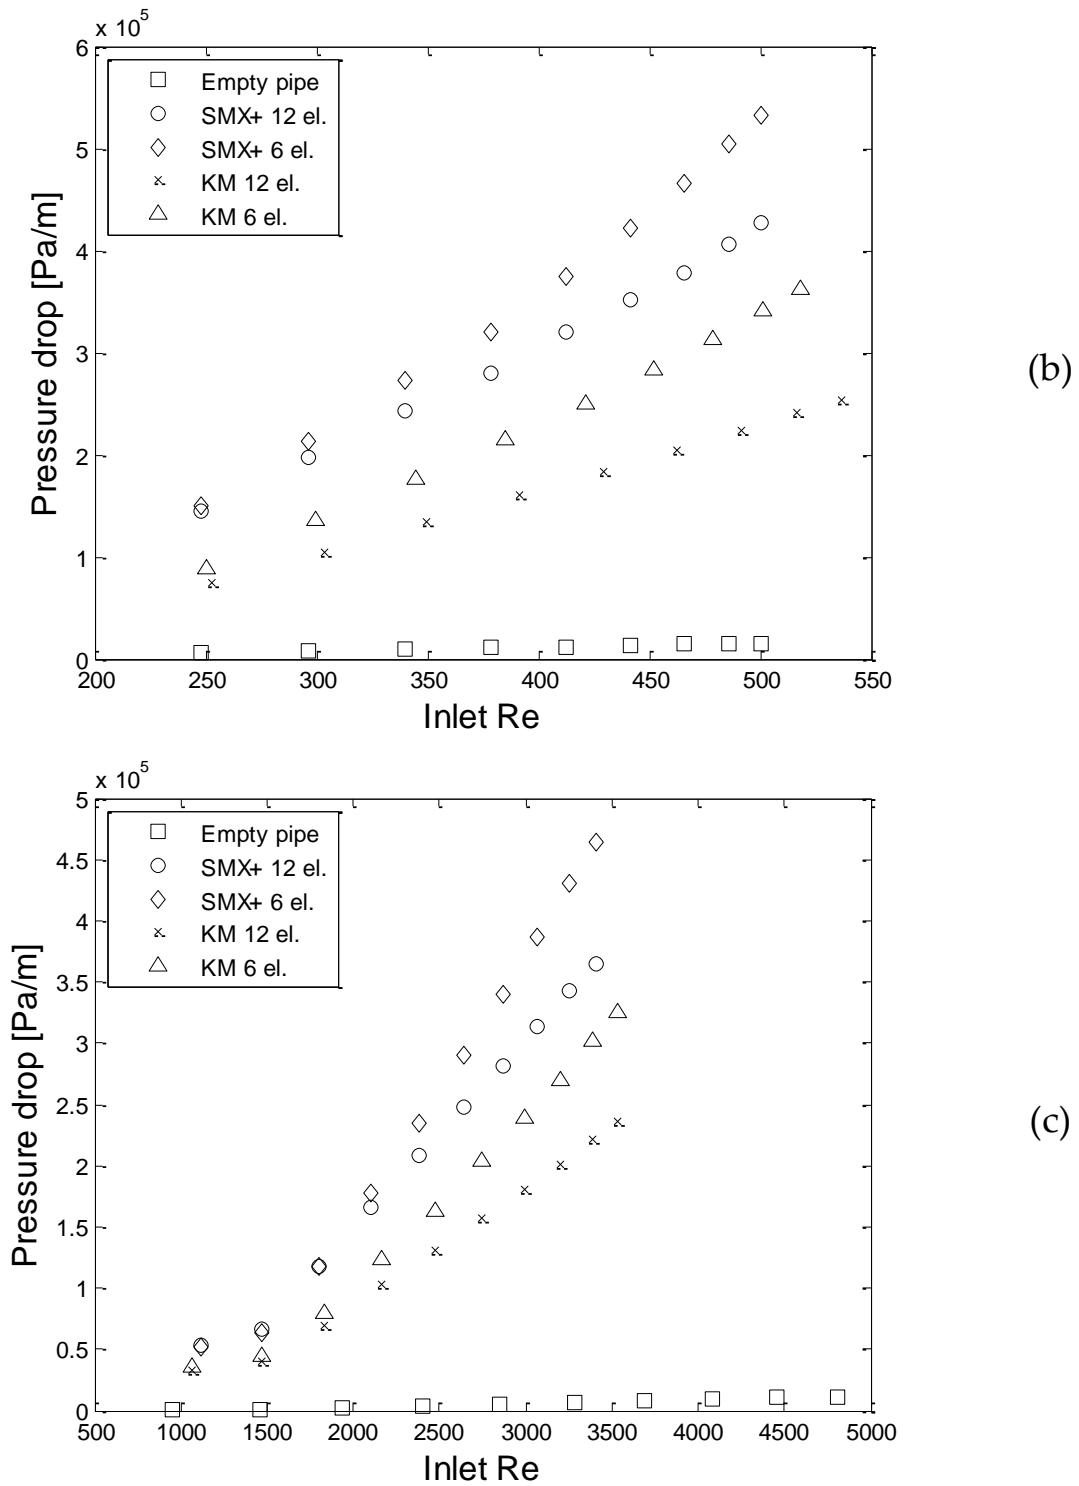 x 10^5
6
5
4
3
2
1
0
Pressure drop [Pa/m]
Empty pipe
SMX+ 12 el.
SMX+ 6 el.
KM 12 el.
KM 6 el.
200 250 300 350 400 450 500 550
Inlet Re
(b)
x 10^5
5
4.5
4
3.5
3
2.5
2
1.5
1
0.5
0
Pressure drop [Pa/m]
Empty pipe
SMX+ 12 el.
SMX+ 6 el.
KM 12 el.
KM 6 el.
500 1000 1500 2000 2500 3000 3500 4000 4500 5000
Inlet Re
(c)